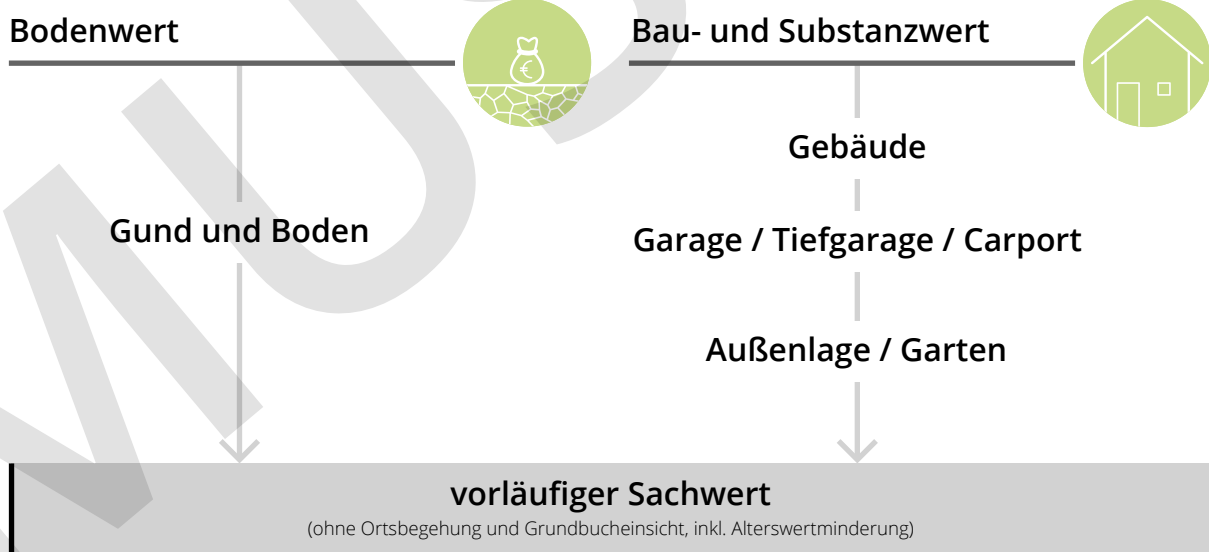 Bodenwert
Gund und Boden
Bau- und Substanzwert
Gebäude
Garage / Tiefgarage / Carport
Außenlage / Garten
vorläufiger Sachwert
(ohne Ortsbegehung und Grundbucheinsicht, inkl. Alterswertminderung)
€
MUS